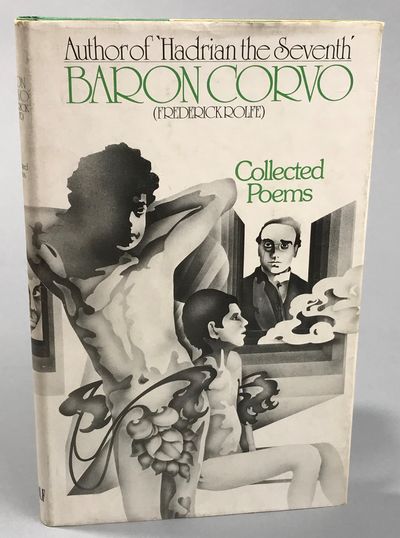 Author of 'Hadrian the Seventh'
BARON CORVO
(FREDERICK ROLFE)
Collected
Poems